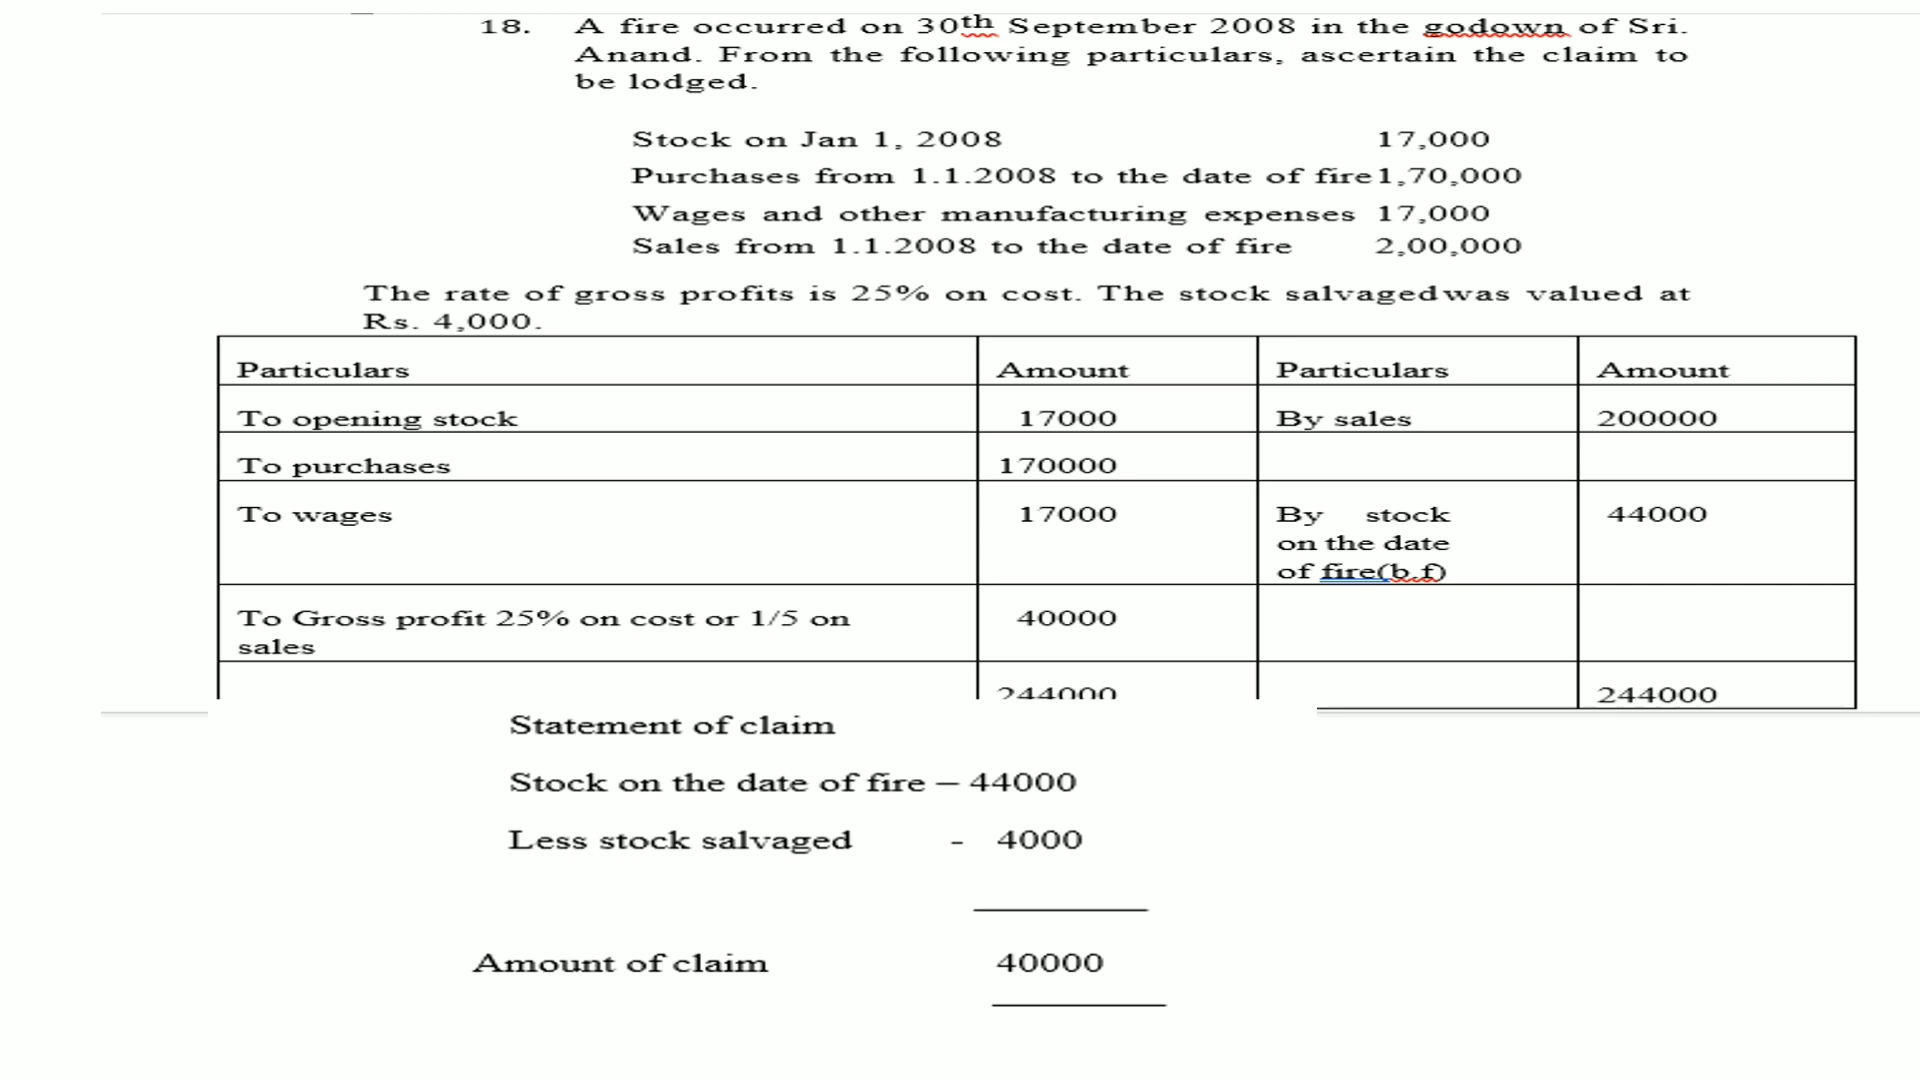 18. A fire occurred on 30th September 2008 in the godown of Sri.
Anand. From the following particulars, ascertain the claim to
be lodged.
Stock on Jan 1, 2008 17,000
Purchases from 1.1.2008 to the date of fire 1,70,000
Wages and other manufacturing expenses 17,000
Sales from 1.1.2008 to the date of fire 2,00,000
The rate of gross profits is 25% on cost. The stock salvaged was valued at
Rs. 4,000.
Particulars Amount Particulars Amount
To opening stock 17000 By sales 200000
To purchases 170000
To wages 17000 By stock 44000
on the date
of fire(b.f)
To Gross profit 25% on cost or 1/5 on 40000
sales
244000 244000
Statement of claim
Stock on the date of fire – 44000
Less stock salvaged - 4000
Amount of claim 40000